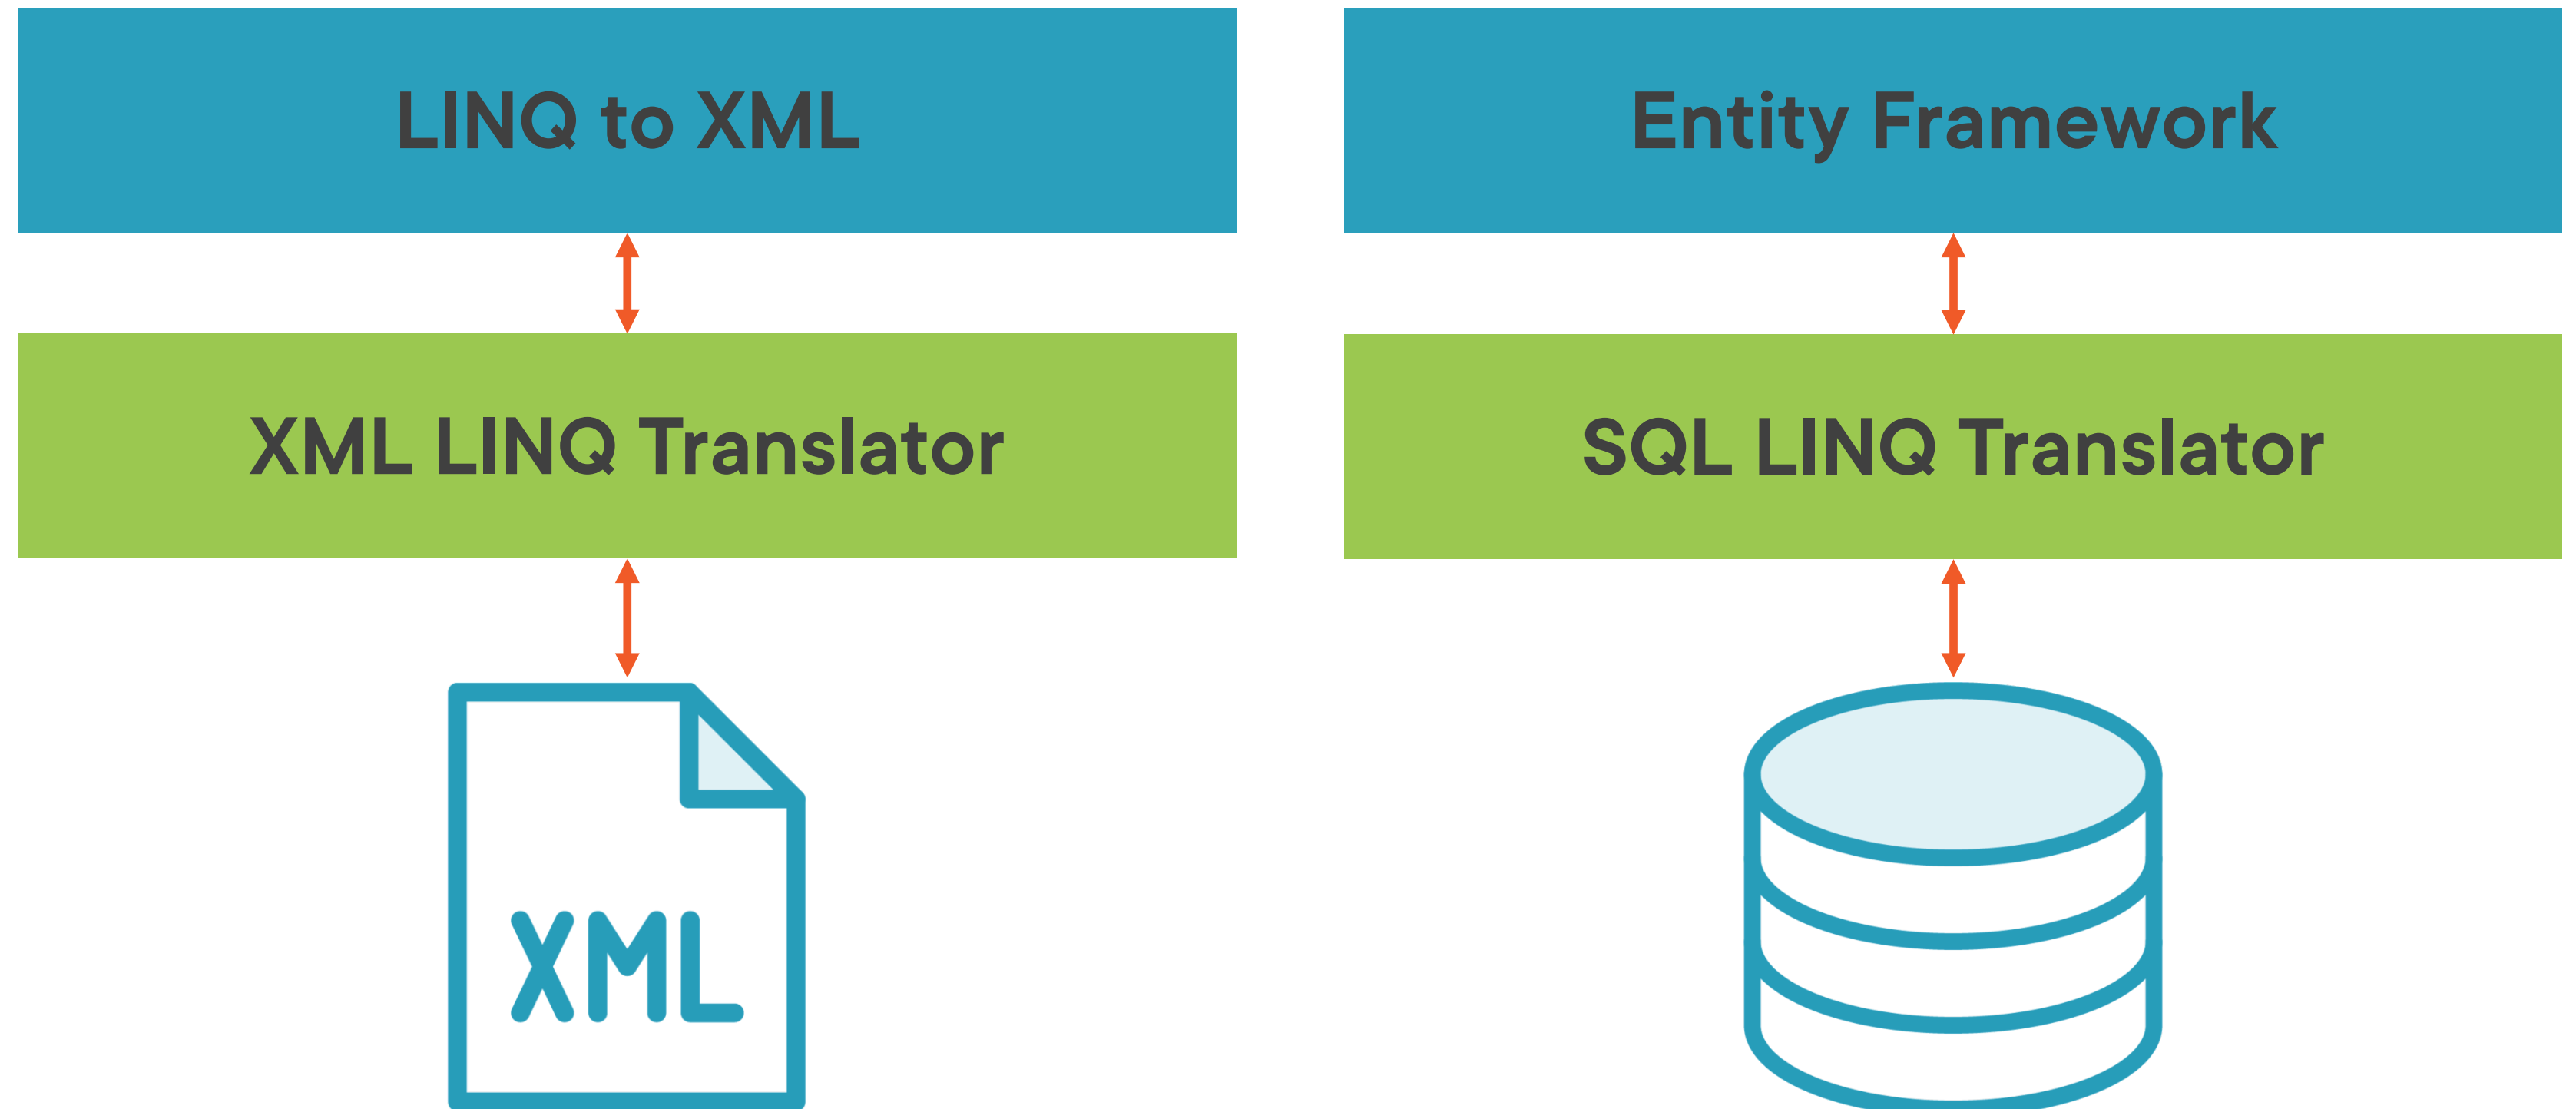 LINQ to XML
Entity Framework
XML LINQ Translator
SQL LINQ Translator
XML